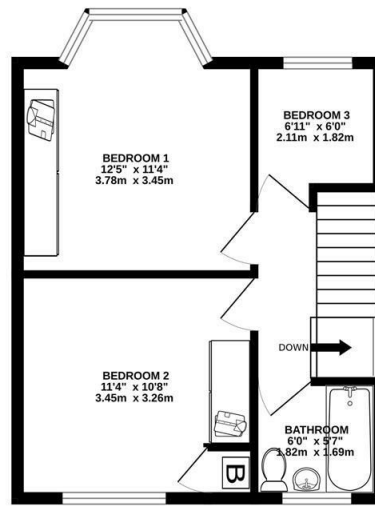 BEDROOM 1
12'5" x 11'4"
3.78m x 3.45m
BEDROOM 3
6'11" x 6'0"
2.11m x 1.82m
DOWN
BEDROOM 2
11'4" x 10'8"
3.45m x 3.26m
BATHROOM
6'0" x 5'7"
1.82m x 1.69m
B